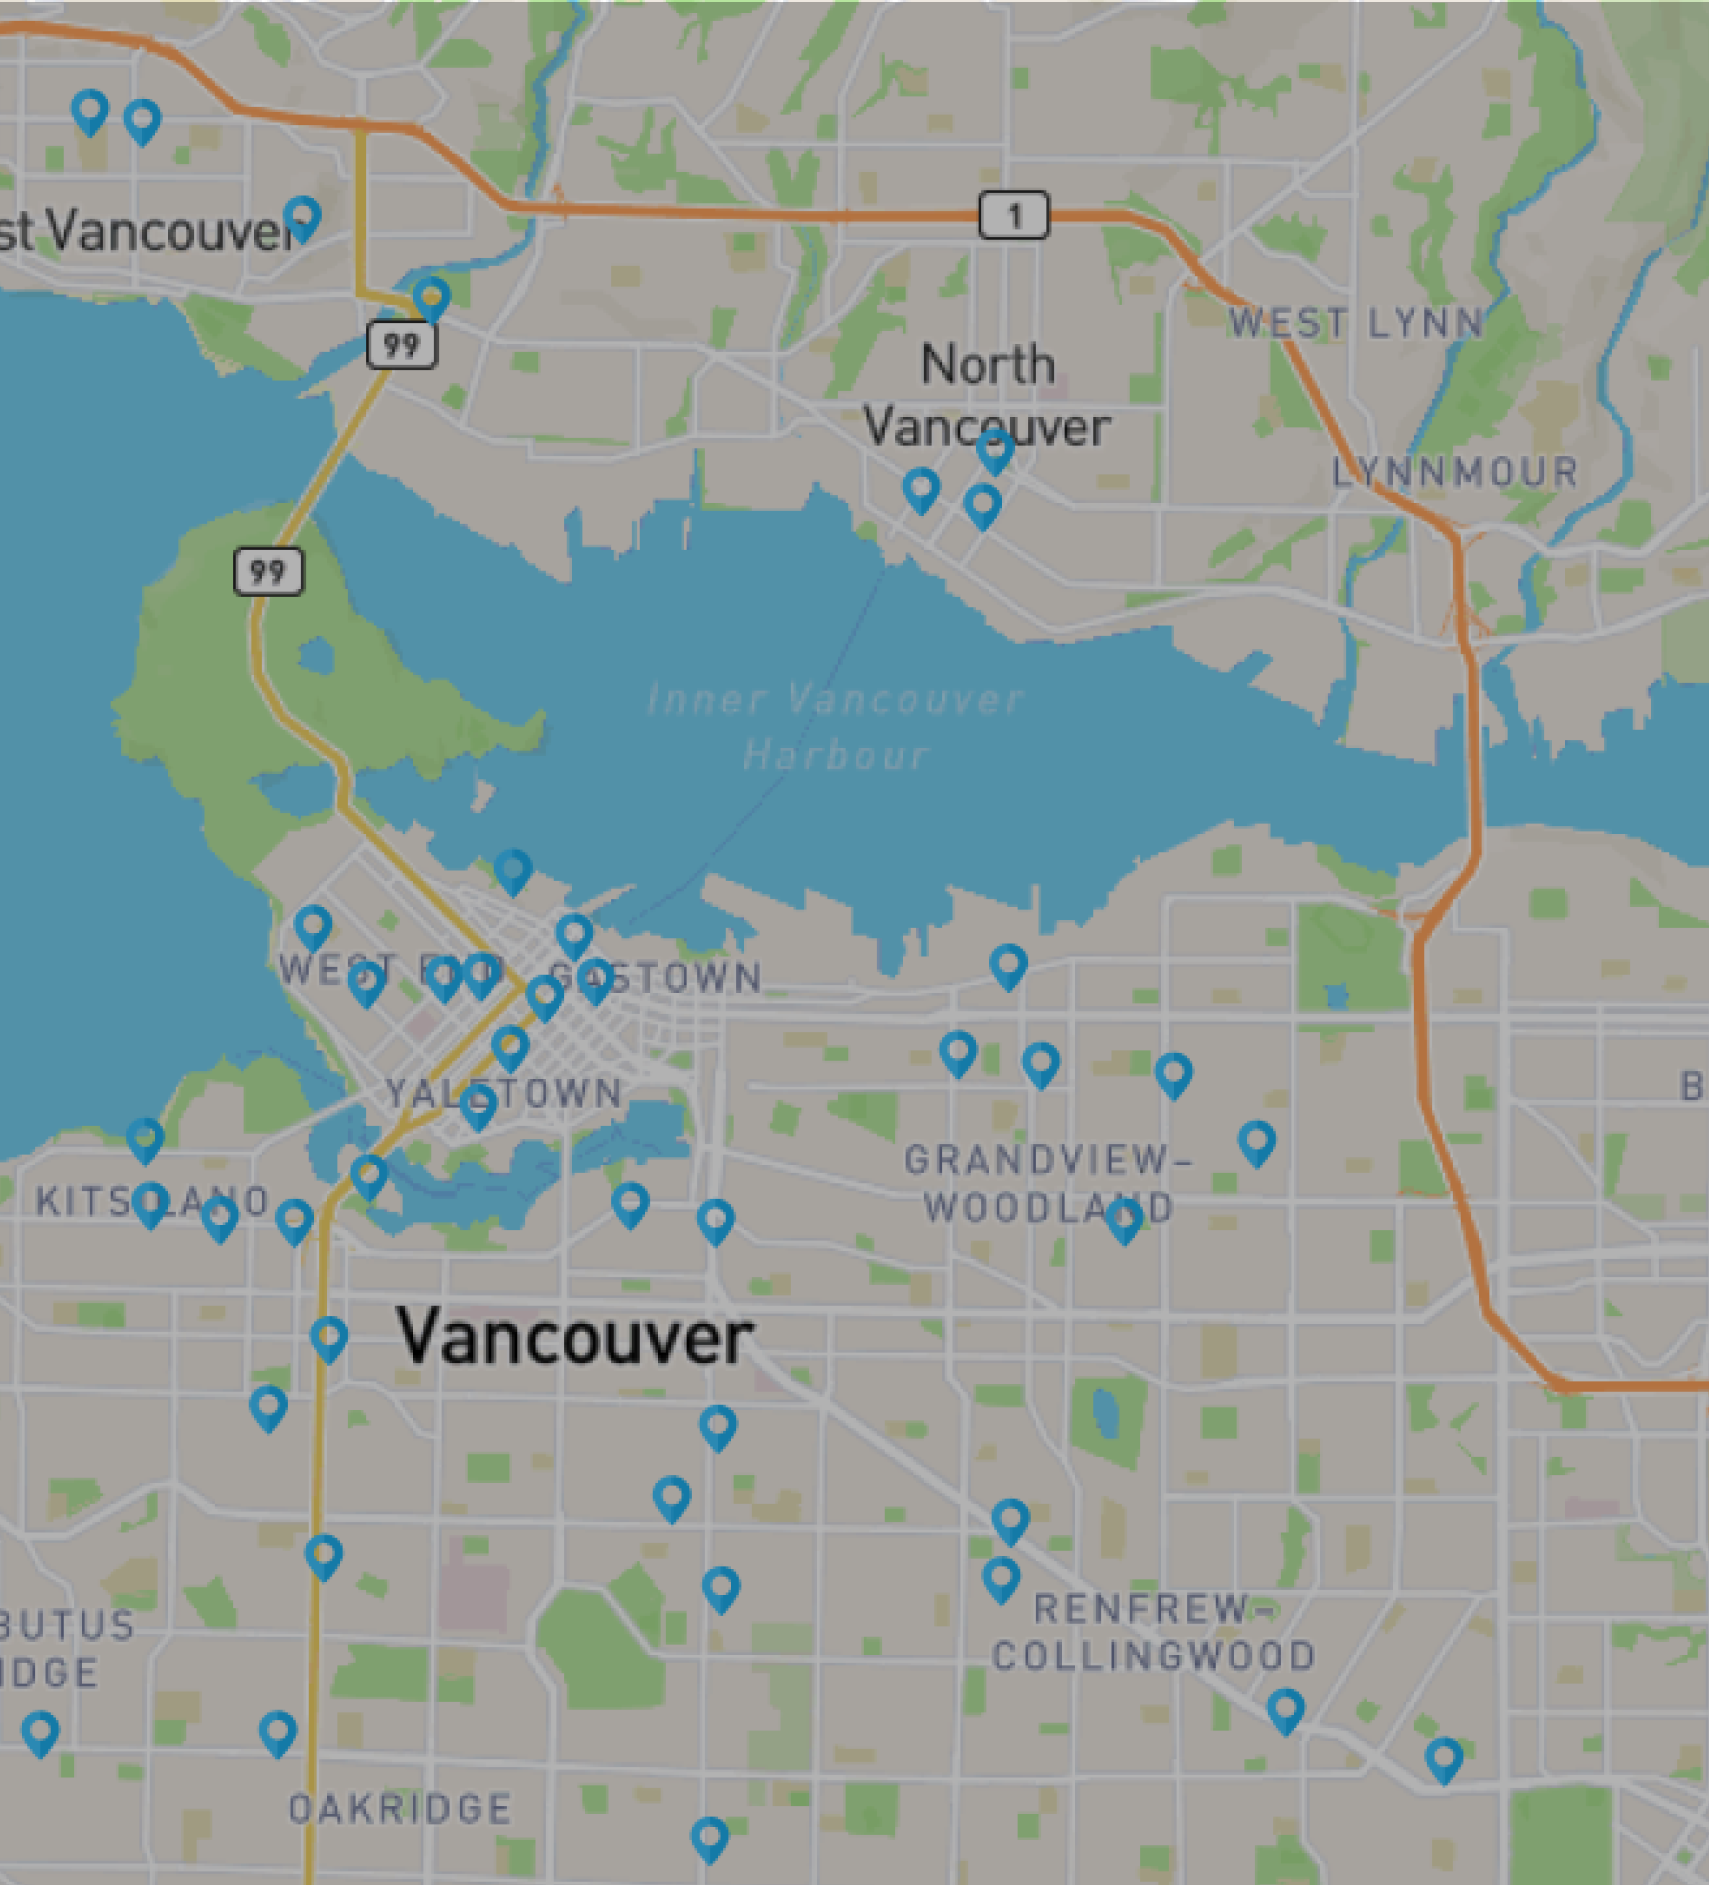 st Vancouver
1
99
WEST LYNN
North
Vancouver
LYNNMOUR
99
Inner Vancouver
Harbour
WEST END
GASTOWN
YALETOWN
B
GRANDVIEW-
WOODLAND
KITSILANO
Vancouver
RENFREW-
COLLINGWOOD
BUTUS
IDGE
OAKRIDGE